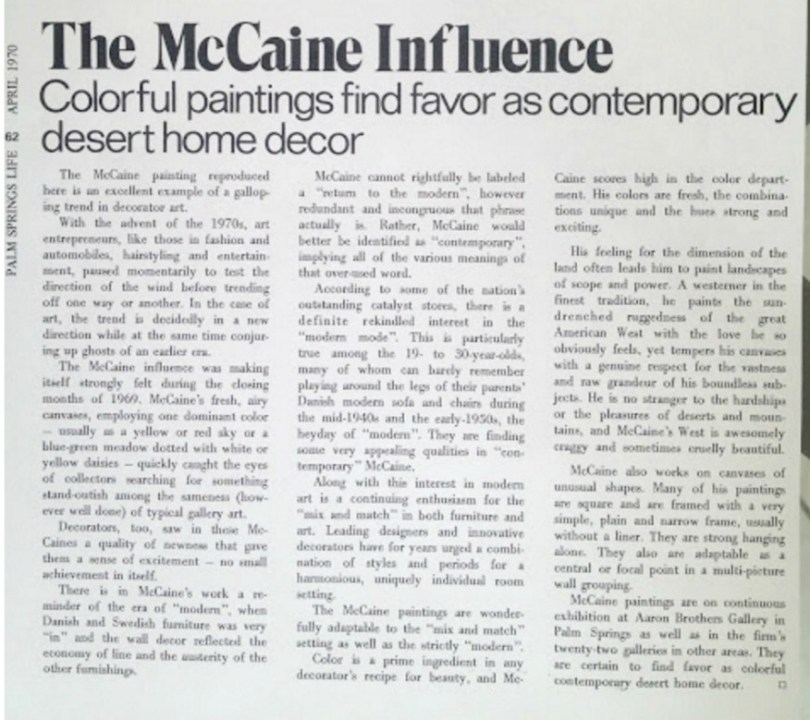 The McCaine Influence
Colorful paintings find favor as contemporary
desert home decor
PALM SPRINGS LIFE 62 APRIL 1970
The McCaine painting reproduced
here is an excellent example of a gallop-
ing trend in decorator art.
With the advent of the 1970s, art
entrepreneurs, like those in fashion and
automobiles, hairstyling and entertain-
ment, paused momentarily to test the
direction of the wind before trending
off one way or another. In the case of
art, the trend is decidedly in a new
direction while at the same time conjur-
ing up ghosts of an earlier era.
The McCaine influence was making
itself strongly felt during the closing
months of 1969. McCaine's fresh, airy
canvases, employing one dominant color
— usually as a yellow or red sky or a
blue-green meadow dotted with white or
yellow daisies — quickly caught the eyes
of collectors searching for something
stand-outish among the sameness (how-
ever well done) of typical gallery art.
Decorators, too, saw in these Mc-
Caines a quality of newness that gave
them a sense of excitement — no small
achievement in itself.
There is in McCaine's work a re-
minder of the era of "modern", when
Danish and Swedish furniture was very
"in" and the wall decor reflected the
economy of line and the austerity of the
other furnishings.
McCaine cannot rightfully be labeled
a "return to the modern", however
redundant and incongruous that phrase
actually is. Rather, McCaine would
better be identified as "contemporary",
implying all of the various meanings of
that over-used word.
According to some of the nation's
outstanding catalyst stores, there is a
definite rekindled interest in the
"modern mode". This is particularly
true among the 19- to 30-year-olds,
many of whom can barely remember
playing around the legs of their parents'
Danish modern sofa and chairs during
the mid-1940s and the early-1950s, the
heyday of "modern". They are finding
some very appealing qualities in "con-
temporary" McCaine.
Along with this interest in modern
art is a continuing enthusiasm for the
"mix and match" in both furniture and
art. Leading designers and innovative
decorators have for years urged a combi-
nation of styles and periods for a
harmonious, uniquely individual room
setting.
The McCaine paintings are wonder-
fully adaptable to the "mix and match"
setting as well as the strictly "modern".
Color is a prime ingredient in any
decorator's recipe for beauty, and Mc-
Caine scores high in the color depart-
ment. His colors are fresh, the combina-
tions unique and the hues strong and
exciting.
His feeling for the dimension of the
land often leads him to paint landscapes
of scope and power. A westerner in the
finest tradition, he paints the sun-
drenched ruggedness of the great
American West with the love he so
obviously feels, yet tempers his canvases
with a genuine respect for the vastness
and raw grandeur of his boundless sub-
jects. He is no stranger to the hardships
or the pleasures of deserts and moun-
tains, and McCaine's West is awesomely
craggy and sometimes cruelly beautiful.
McCaine also works on canvases of
unusual shapes. Many of his paintings
are square and are framed with a very
simple, plain and narrow frame, usually
without a liner. They are strong hanging
alone. They also are adaptable as a
central or focal point in a multi-picture
wall grouping.
McCaine paintings are on continuous
exhibition at Aaron Brothers Gallery in
Palm Springs as well as in the firm's
twenty-two galleries in other areas. They
are certain to find favor as colorful
contemporary desert home decor. □